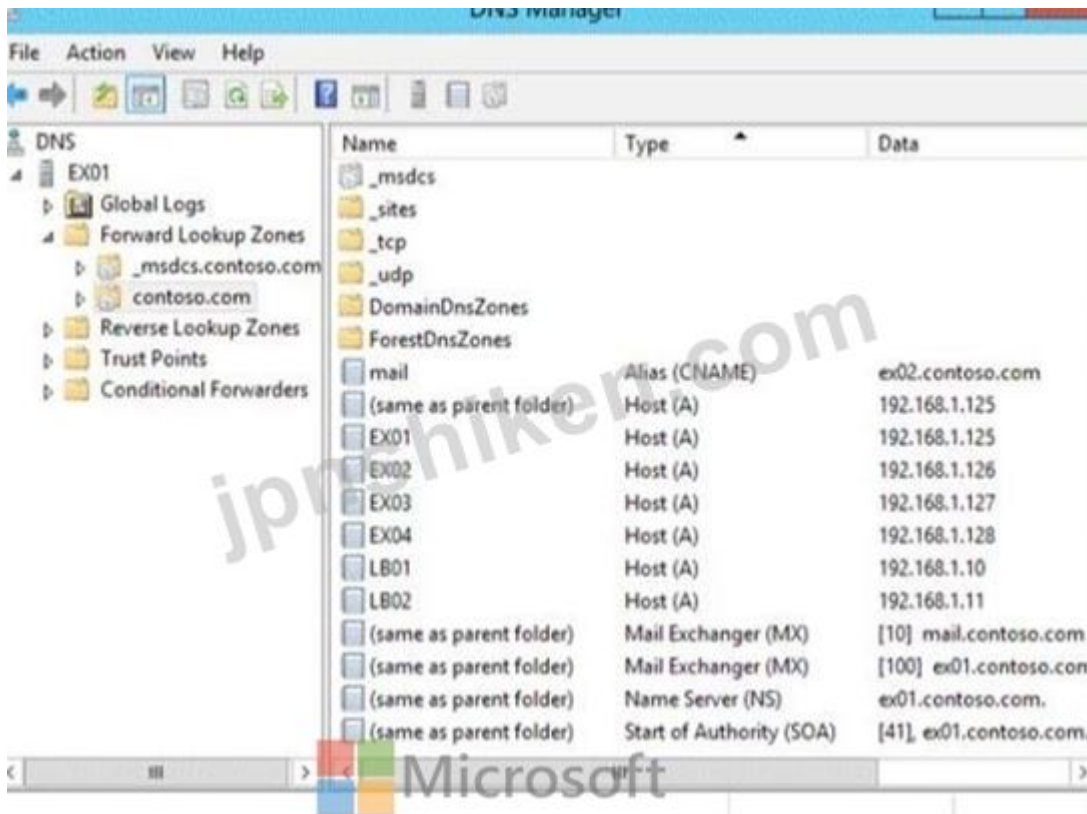 DNS Manager
File Action View Help
DNS
EX01
Global Logs
Forward Lookup Zones
_msdcs.contoso.com
contoso.com
Reverse Lookup Zones
Trust Points
Conditional Forwarders
Name Type Data
_msdcs
_sites
_tcp
_udp
DomainDnsZones
ForestDnsZones
mail Alias (CNAME) ex02.contoso.com
(same as parent folder) Host (A) 192.168.1.125
EX01 Host (A) 192.168.1.125
EX02 Host (A) 192.168.1.126
EX03 Host (A) 192.168.1.127
EX04 Host (A) 192.168.1.128
LB01 Host (A) 192.168.1.10
LB02 Host (A) 192.168.1.11
(same as parent folder) Mail Exchanger (MX) [10] mail.contoso.com
(same as parent folder) Mail Exchanger (MX) [100] ex01.contoso.com
(same as parent folder) Name Server (NS) ex01.contoso.com.
(same as parent folder) Start of Authority (SOA) [41], ex01.contoso.com.
jpnshiken.com
Microsoft